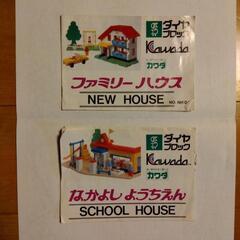 ダイヤ
ブロック
Kawada
カワダ
ファミリーハウス
NEW HOUSE
ダイヤ
ブロック
Kawada
カワダ
なかよし ようちえん
SCHOOL HOUSE